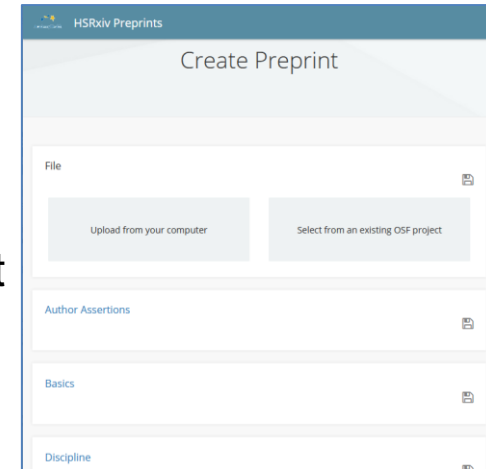 HSRxiv Preprints
Create Preprint
File
Upload from your computer
Select from an existing OSF project
t
Author Assertions
Basics
Discipline